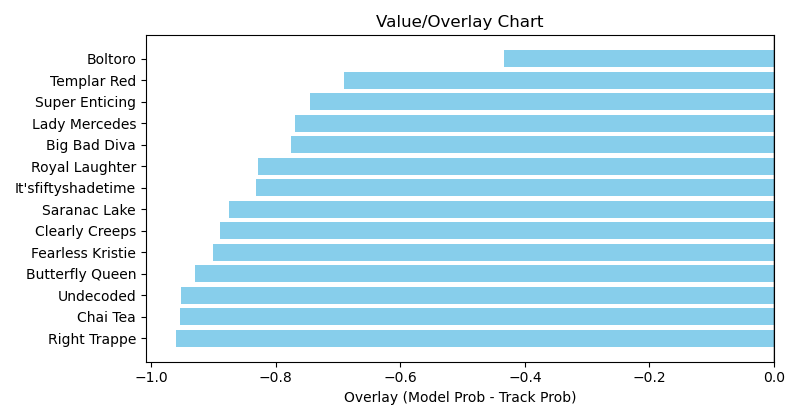 Value/Overlay Chart
Boltoro
Templar Red
Super Enticing
Lady Mercedes
Big Bad Diva
Royal Laughter
It'sfiftyshadetime
Saranac Lake
Clearly Creeps
Fearless Kristie
Butterfly Queen
Undecoded
Chai Tea
Right Trappe
−1.0 −0.8 −0.6 −0.4 −0.2 0.0
Overlay (Model Prob - Track Prob)